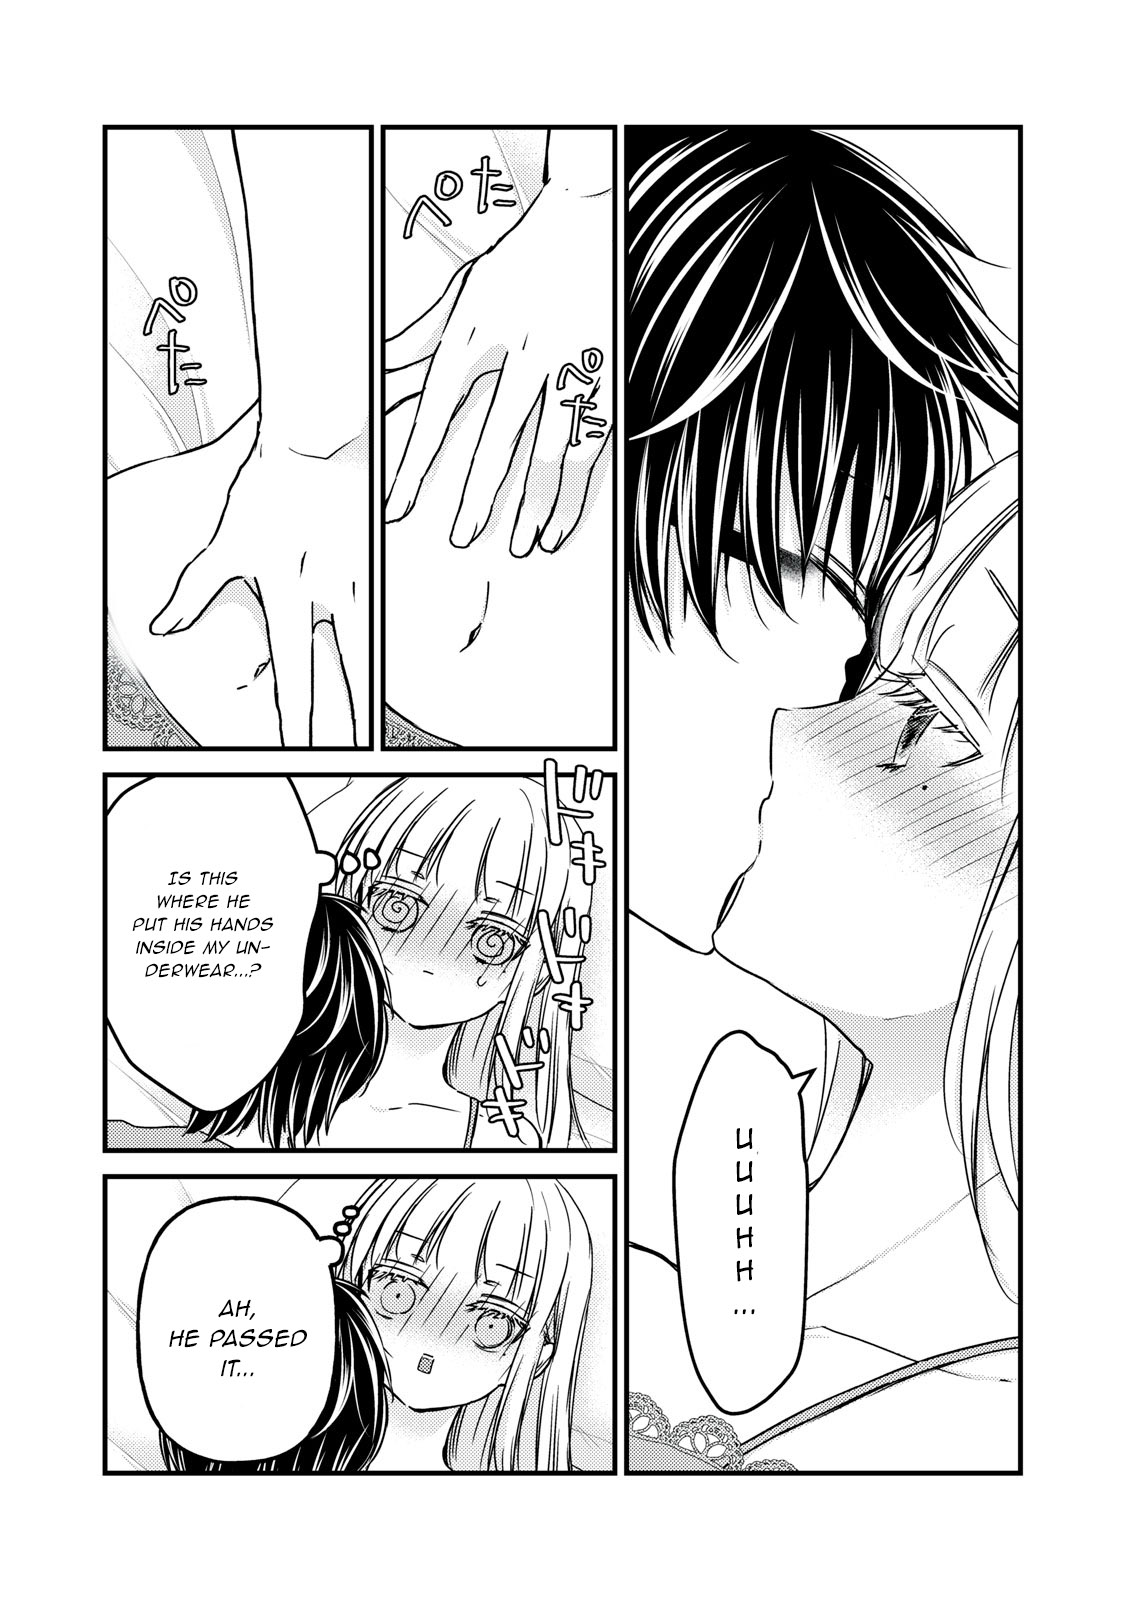 UUUHH...
ぺた
ぺた
ぺた
ドキ
ドキ
ドキ
IS THIS
WHERE HE
PUT HIS HANDS
INSIDE MY UN-
DERWEAR...?
AH,
HE PASSED
IT...